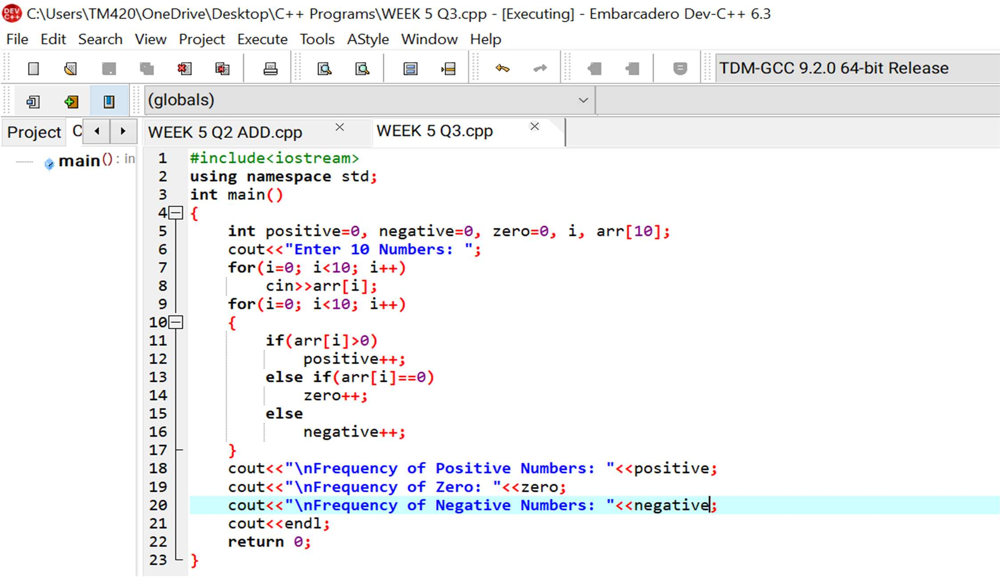 DEV C++ C:\Users\TM420\OneDrive\Desktop\C++ Programs\WEEK 5 Q3.cpp - [Executing] - Embarcadero Dev-C++ 6.3
File Edit Search View Project Execute Tools AStyle Window Help
TDM-GCC 9.2.0 64-bit Release
(globals)
Project C WEEK 5 Q2 ADD.cpp WEEK 5 Q3.cpp
main() : in
1 #include<iostream>
2 using namespace std;
3 int main()
4 {
5 int positive=0, negative=0, zero=0, i, arr[10];
6 cout<<"Enter 10 Numbers: ";
7 for(i=0; i<10; i++)
8 cin>>arr[i];
9 for(i=0; i<10; i++)
10 {
11 if(arr[i]>0)
12 positive++;
13 else if(arr[i]==0)
14 zero++;
15 else
16 negative++;
17 }
18 cout<<"\nFrequency of Positive Numbers: "<<positive;
19 cout<<"\nFrequency of Zero: "<<zero;
20 cout<<"\nFrequency of Negative Numbers: "<<negative;
21 cout<<endl;
22 return 0;
23 }